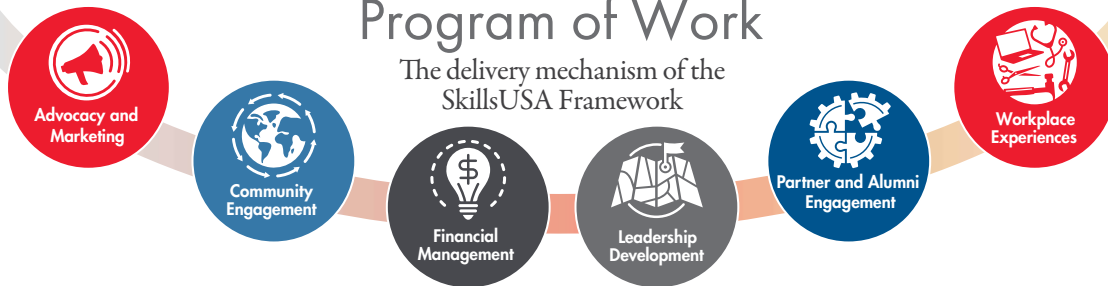 Program of Work
The delivery mechanism of the
SkillsUSA Framework
Advocacy and
Marketing
Community
Engagement
$
Financial
Management
Leadership
Development
Partner and Alumni
Engagement
Workplace
Experiences